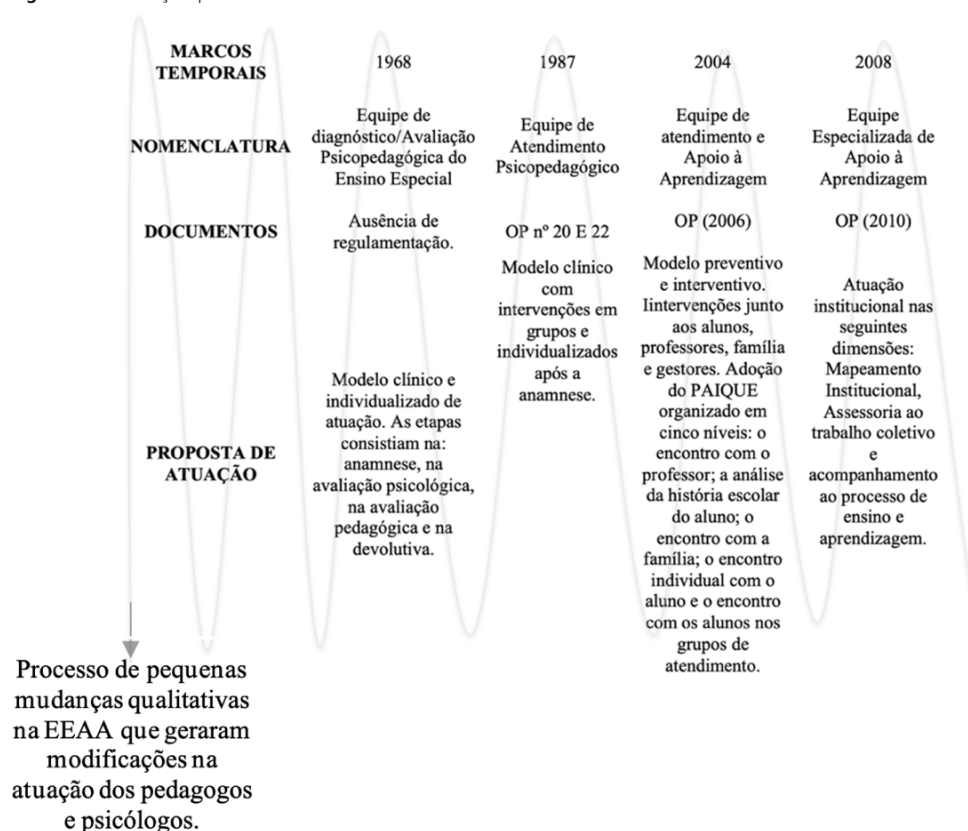 MARCOS
TEMPORAIS
1968
1987
2004
2008
NOMENCLATURA
Equipe de
diagnóstico/Avaliação
Psicopedagógica do
Ensino Especial
Equipe de
Atendimento
Psicopedagógico
Equipe de
atendimento e
Apoio à
Aprendizagem
Equipe
Especializada de
Apoio à
Aprendizagem
DOCUMENTOS
Ausência de
regulamentação.
OP nº 20 E 22
OP (2006)
OP (2010)
PROPOSTA DE
ATUAÇÃO
Modelo clínico e
individualizado de
atuação. As etapas
consistiam na:
anamnese, na
avaliação psicológica,
na avaliação
pedagógica e na
devolutiva.
Modelo clínico
com
intervenções em
grupos e
individualizados
após a
anamnese.
Modelo preventivo
e interventivo.
Iintervenções junto
aos alunos,
professores, família
e gestores. Adoção
do PAIQUE
organizado em
cinco níveis: o
encontro com o
professor; a análise
da história escolar
do aluno; o
encontro com a
família; o encontro
individual com o
aluno e o encontro
com os alunos nos
grupos de
atendimento.
Atuação
institucional nas
seguintes
dimensões:
Mapeamento
Institucional,
Assessoria ao
trabalho coletivo
e
acompanhamento
ao processo de
ensino e
aprendizagem.
Processo de pequenas
mudanças qualitativas
na EEAA que geraram
modificações na
atuação dos pedagogos
e psicólogos.